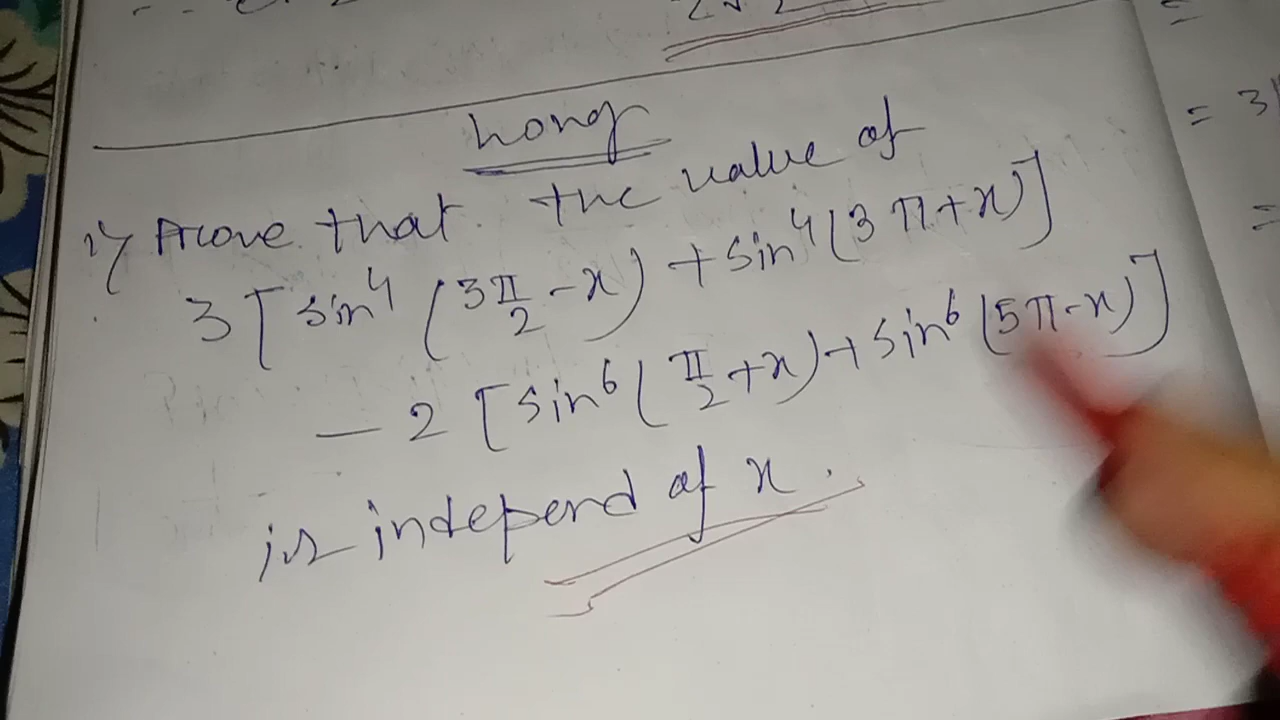 Long
1) Prove that the value of
3 [ sin⁴ (3π/2 - x) + sin⁴ (3π + x) ]
- 2 [ sin⁶ (π/2 + x) + sin⁶ (5π - x) ]
is independ of x.
= 3
=